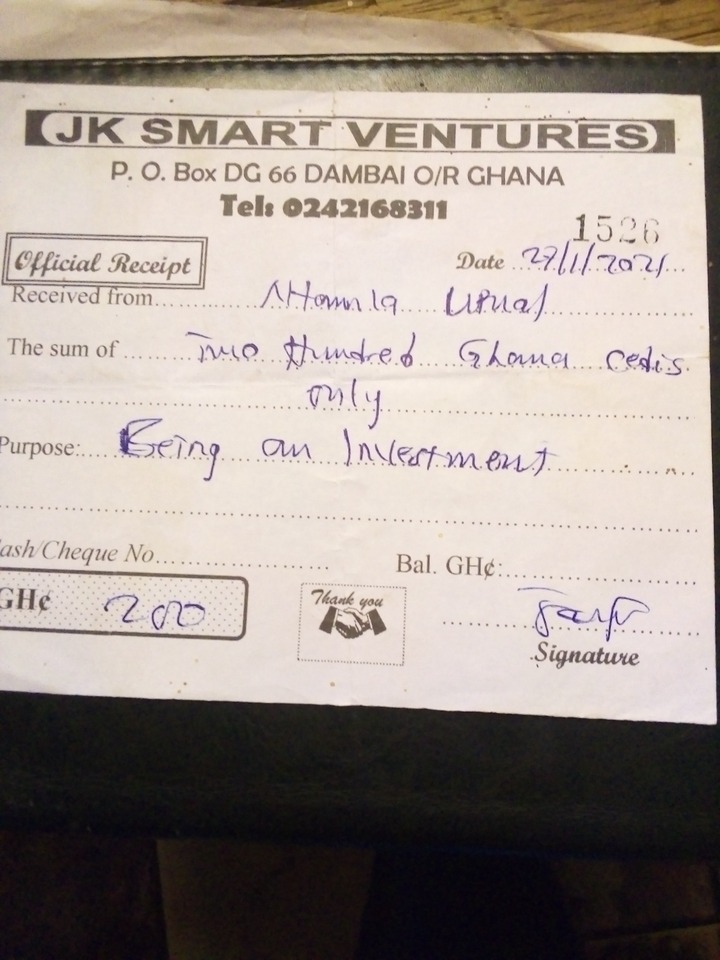 JK SMART VENTURES
P. O. Box DG 66 DAMBAI O/R GHANA
Tel: 0242168311
1526
Official Receipt
Date 27/1/2021
Received from
The sum of Two Hundred Ghana cedis
only
Purpose: Being an Investment
ash/Cheque No
Bal. GH¢:
GH¢ 200
Thank you
Signature